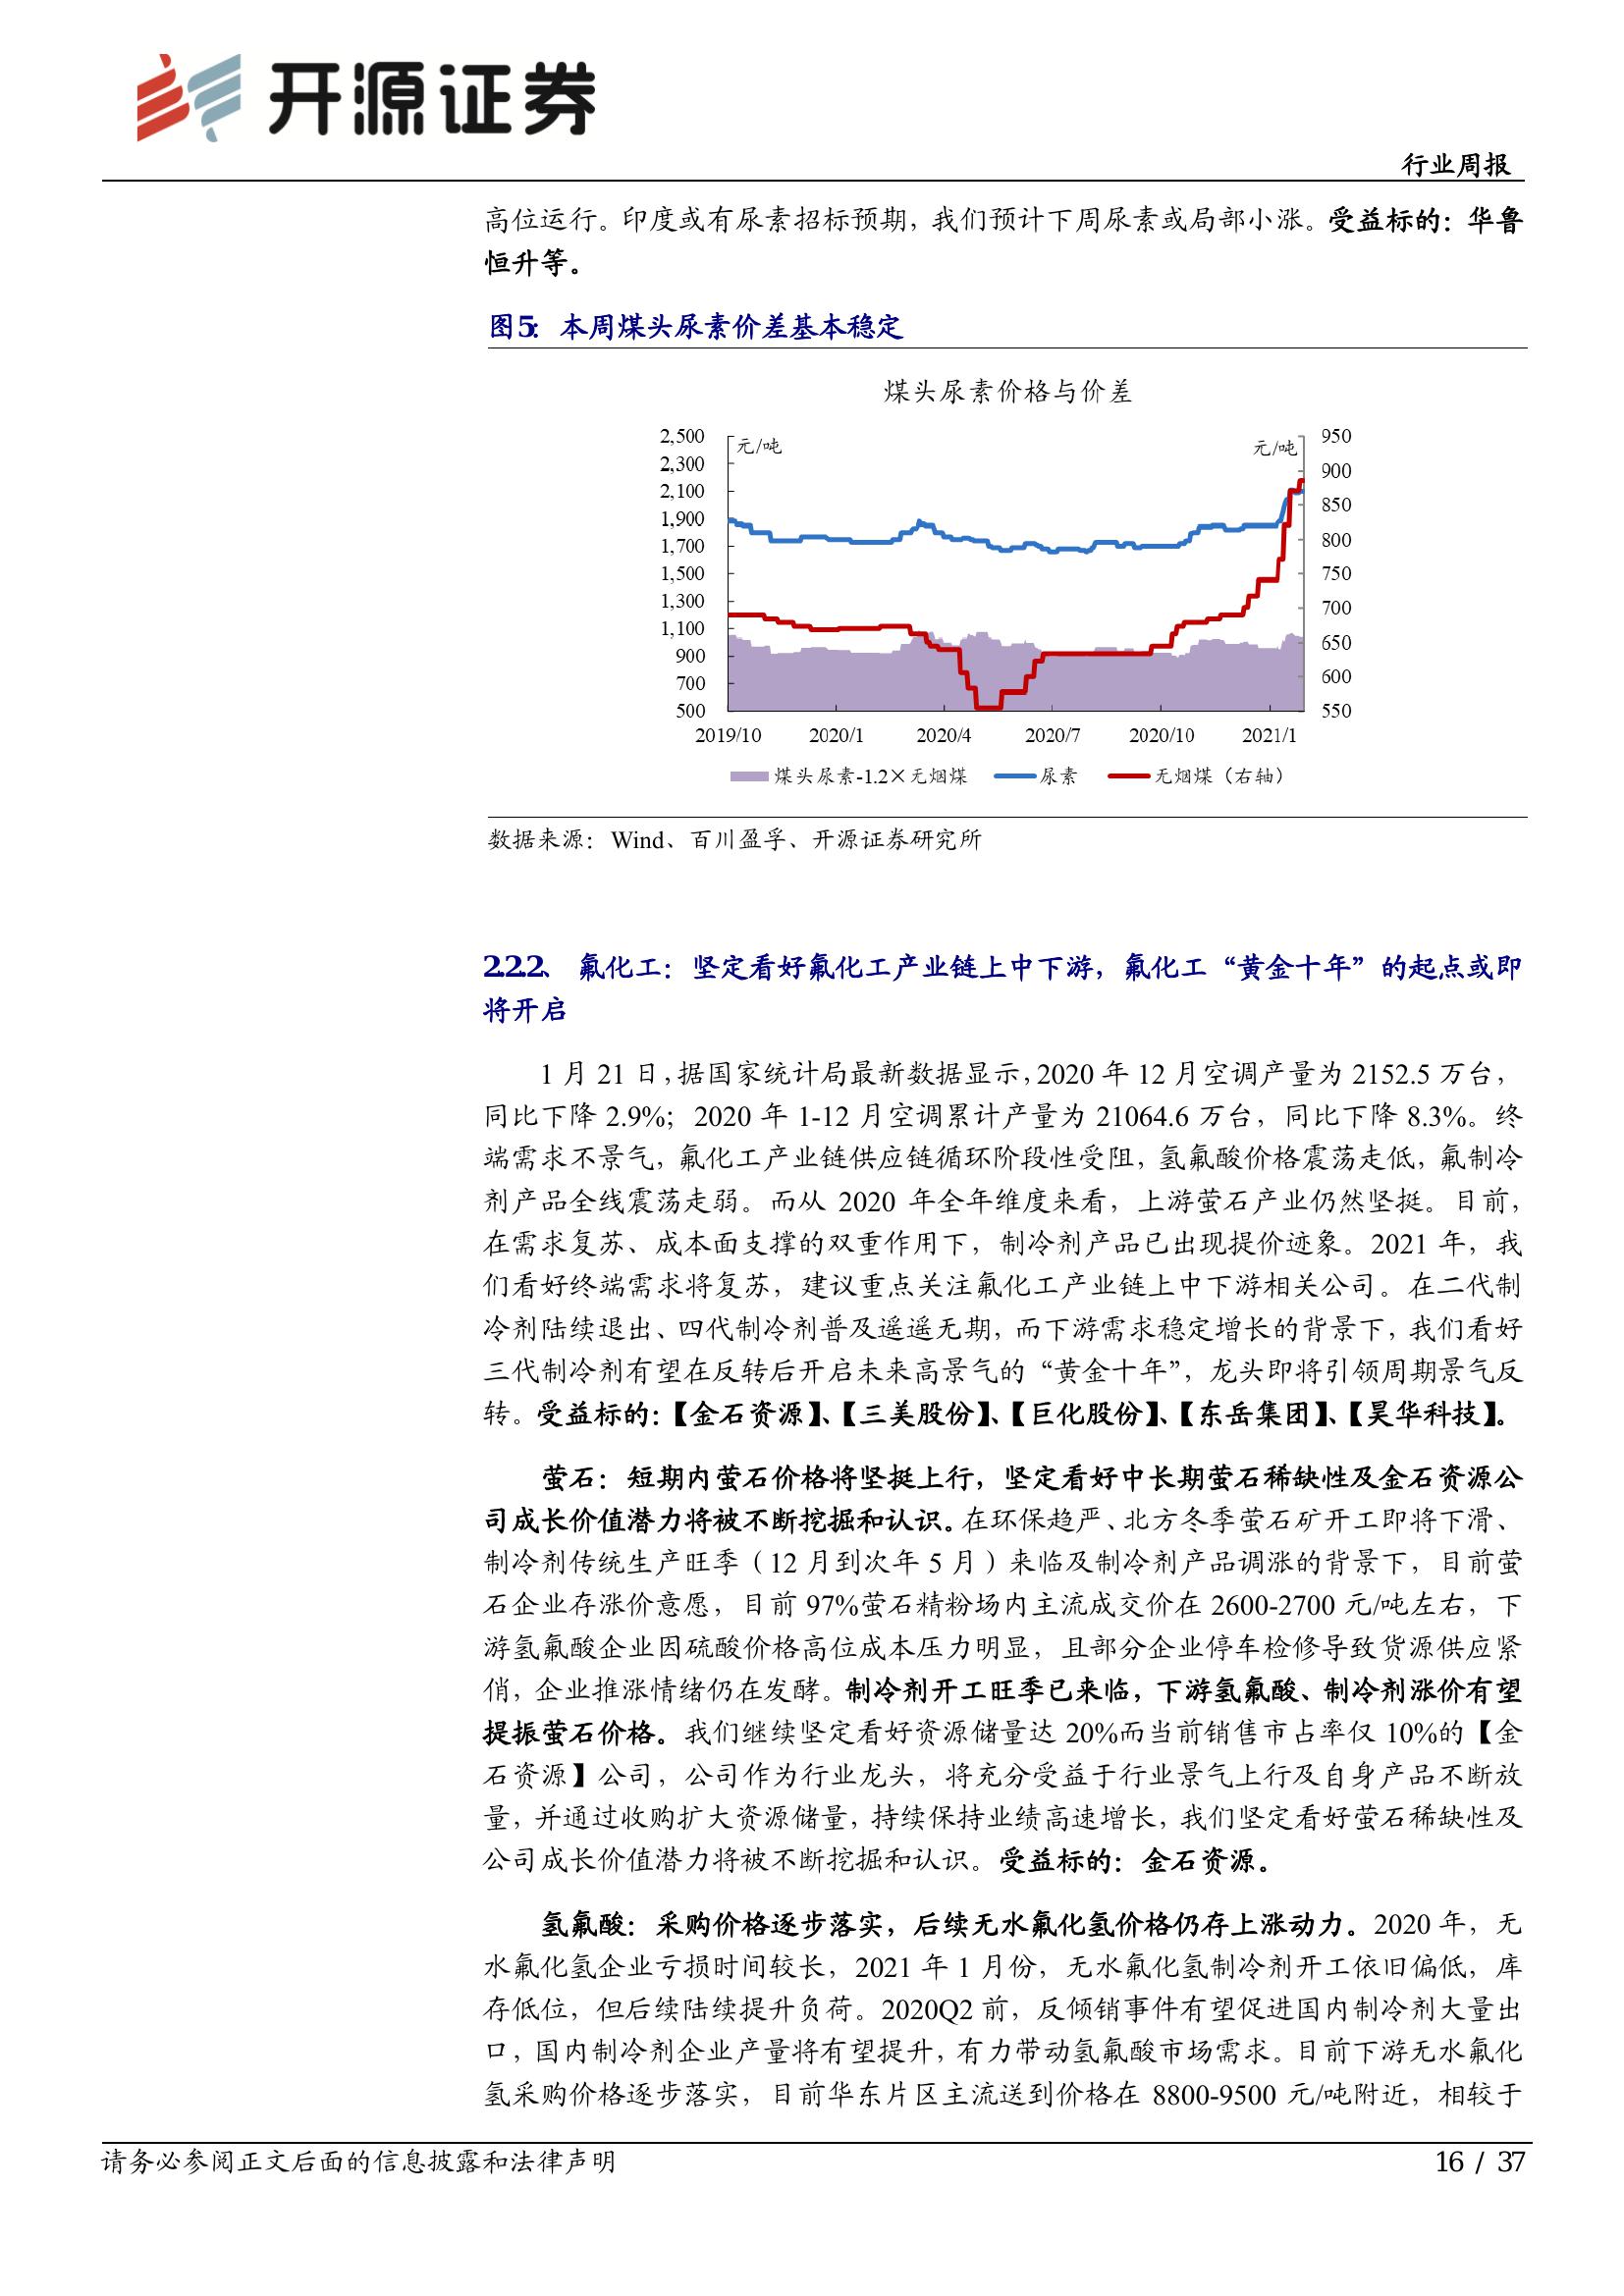 开源证券
行业周报
高位运行。印度或有尿素招标预期，我们预计下周尿素或局部小涨。受益标的：华鲁
恒升等。
图5：本周煤头尿素价差基本稳定
煤头尿素价格与价差
元/吨
元/吨
2,500
2,300
2,100
1,900
1,700
1,500
1,300
1,100
900
700
500
950
900
850
800
750
700
650
600
550
2019/10 2020/1 2020/4 2020/7 2020/10 2021/1
煤头尿素-1.2×无烟煤 尿素 无烟煤（右轴）
数据来源：Wind、百川盈孚、开源证券研究所
2.2.2、 氟化工：坚定看好氟化工产业链上中下游，氟化工“黄金十年”的起点或即
将开启
1 月 21 日，据国家统计局最新数据显示，2020 年 12 月空调产量为 2152.5 万台，
同比下降 2.9%；2020 年 1-12 月空调累计产量为 21064.6 万台，同比下降 8.3%。终
端需求不景气，氟化工产业链供应链循环阶段性受阻，氢氟酸价格震荡走低，氟制冷
剂产品全线震荡走弱。而从 2020 年全年维度来看，上游萤石产业仍然坚挺。目前，
在需求复苏、成本面支撑的双重作用下，制冷剂产品已出现提价迹象。2021 年，我
们看好终端需求将复苏，建议重点关注氟化工产业链上中下游相关公司。在二代制
冷剂陆续退出、四代制冷剂普及遥遥无期，而下游需求稳定增长的背景下，我们看好
三代制冷剂有望在反转后开启未来高景气的“黄金十年”，龙头即将引领周期景气反
转。受益标的：【金石资源】、【三美股份】、【巨化股份】、【东岳集团】、【昊华科技】。
萤石：短期内萤石价格将坚挺上行，坚定看好中长期萤石稀缺性及金石资源公
司成长价值潜力将被不断挖掘和认识。在环保趋严、北方冬季萤石矿开工即将下滑、
制冷剂传统生产旺季（12 月到次年 5 月）来临及制冷剂产品调涨的背景下，目前萤
石企业存涨价意愿，目前 97%萤石精粉场内主流成交价在 2600-2700 元/吨左右，下
游氢氟酸企业因硫酸价格高位成本压力明显，且部分企业停车检修导致货源供应紧
俏，企业推涨情绪仍在发酵。制冷剂开工旺季已来临，下游氢氟酸、制冷剂涨价有望
提振萤石价格。我们继续坚定看好资源储量达 20%而当前销售市占率仅 10%的【金
石资源】公司，公司作为行业龙头，将充分受益于行业景气上行及自身产品不断放
量，并通过收购扩大资源储量，持续保持业绩高速增长，我们坚定看好萤石稀缺性及
公司成长价值潜力将被不断挖掘和认识。受益标的：金石资源。
氢氟酸：采购价格逐步落实，后续无水氟化氢价格仍存上涨动力。2020 年，无
水氟化氢企业亏损时间较长，2021 年 1 月份，无水氟化氢制冷剂开工依旧偏低，库
存低位，但后续陆续提升负荷。2020Q2 前，反倾销事件有望促进国内制冷剂大量出
口，国内制冷剂企业产量将有望提升，有力带动氢氟酸市场需求。目前下游无水氟化
氢采购价格逐步落实，目前华东片区主流送到价格在 8800-9500 元/吨附近，相较于
请务必参阅正文后面的信息披露和法律声明
16 / 37